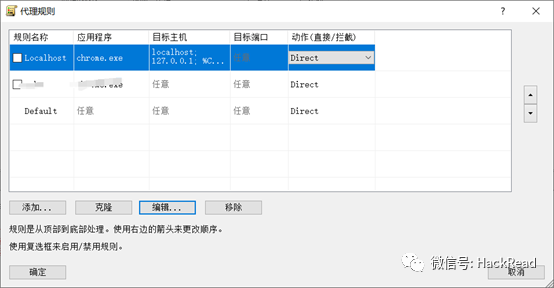 代理规则
规则名称 应用程序 目标主机 目标端口 动作(直接/拦截)
Localhost chrome.exe localhost; 任意 Direct
127.0.0.1; %C...
.exe 任意 任意 Direct
Default 任意 任意 任意 Direct
添加... 克隆 编辑... 移除
规则是从顶部到底部处理。使用右边的箭头来更改顺序。
使用复选框来启用/禁用规则。
确定 取消
微信号: HackRead